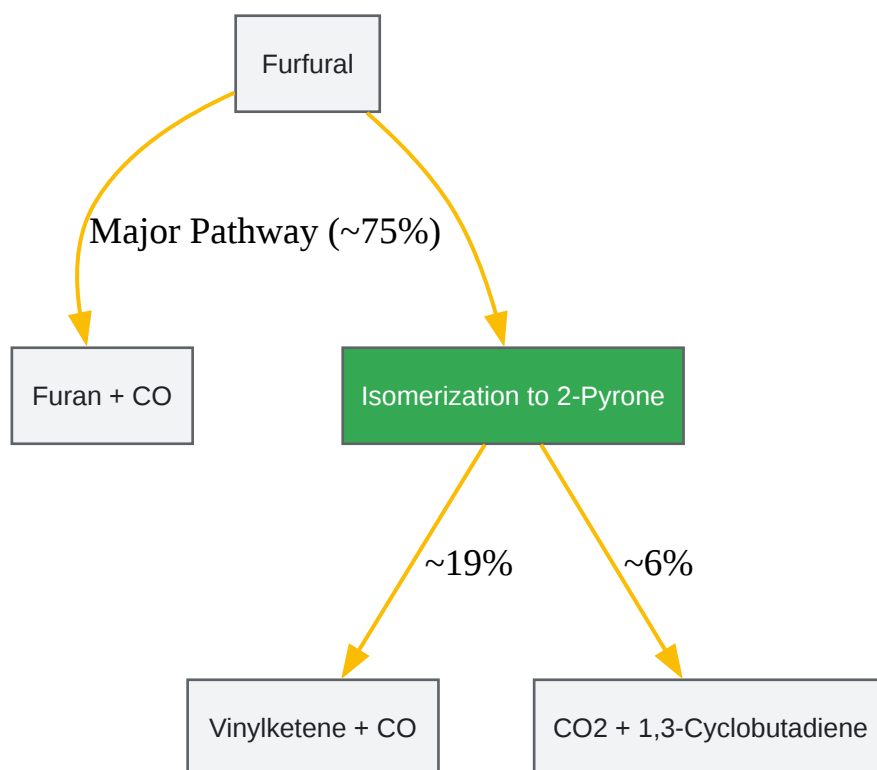 Furfural
Major Pathway (~75%)
Furan + CO
Isomerization to 2-Pyrone
~19%
~6%
Vinylketene + CO
CO2 + 1,3-Cyclobutadiene